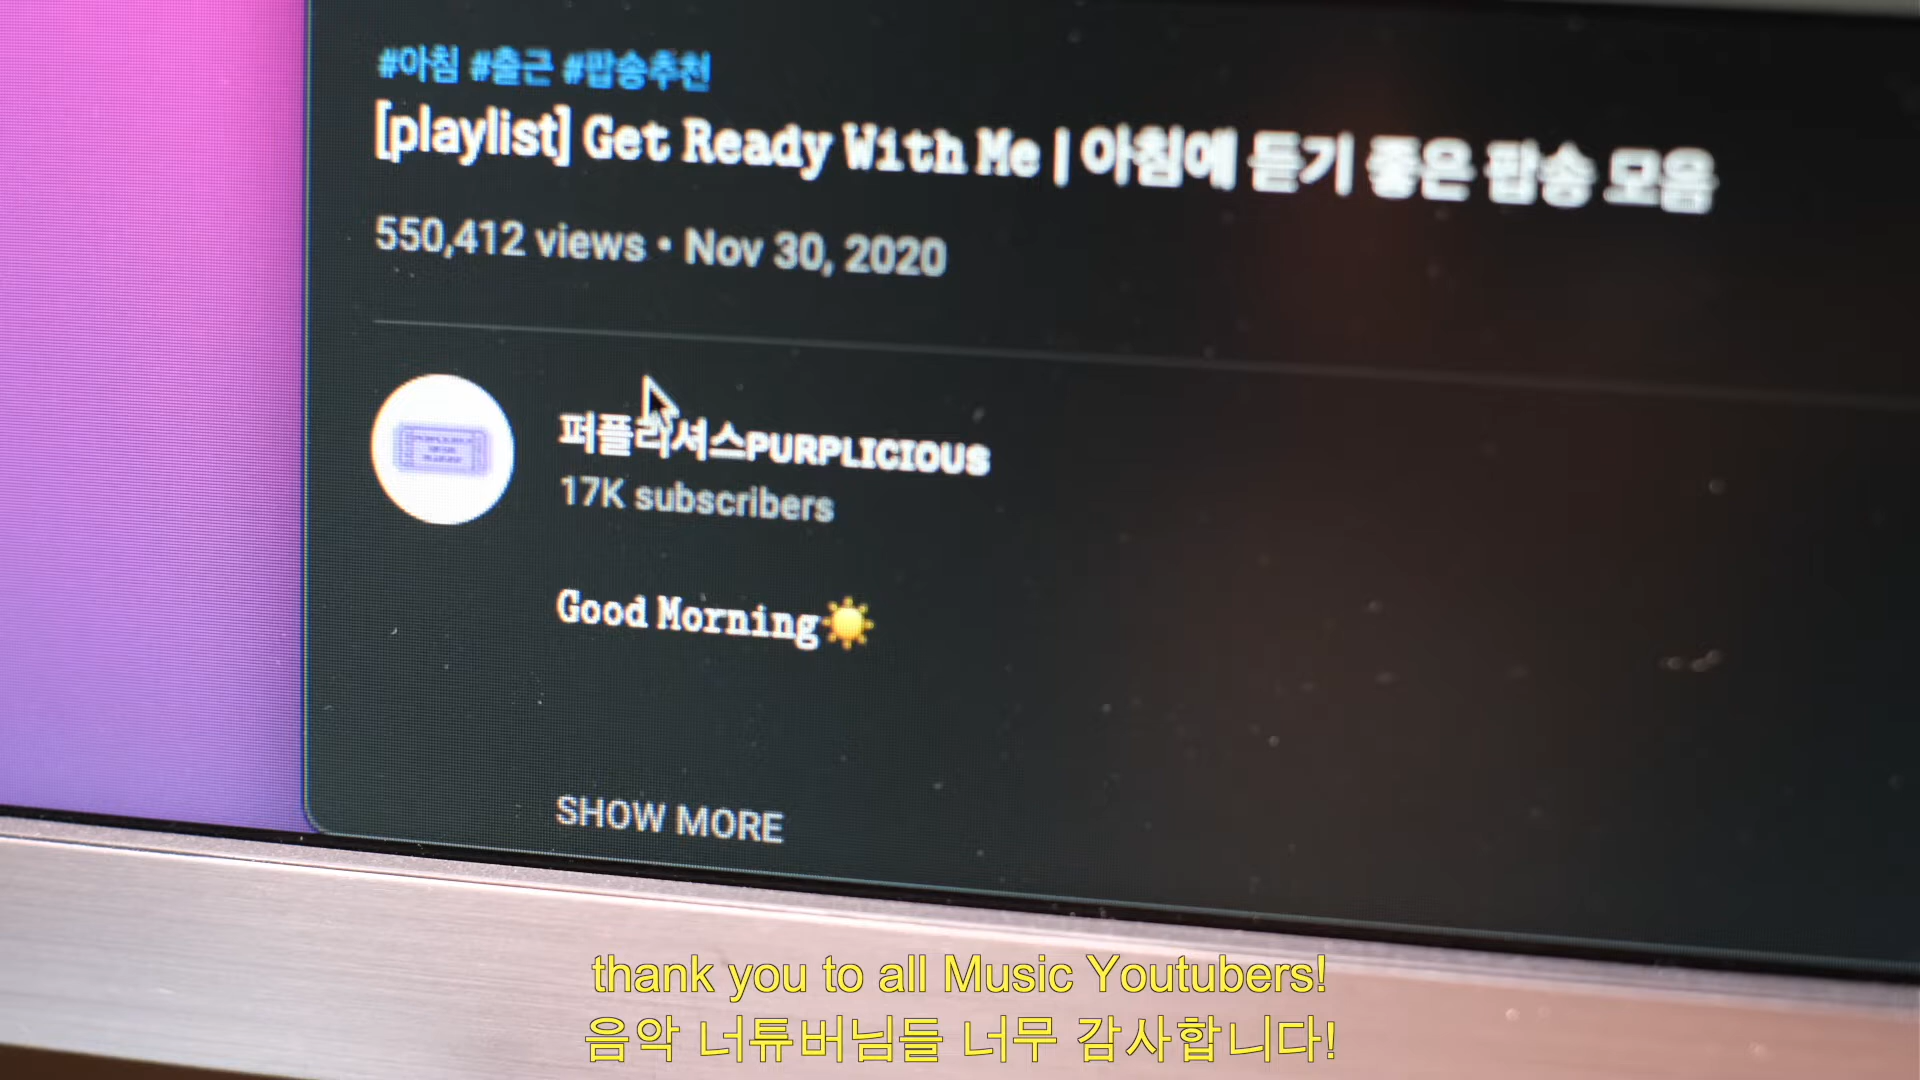 #아침 #출근 #팝송추천
[playlist] Get Ready With Me | 아침에 듣기 좋은 팝송 모음
550,412 views • Nov 30, 2020
퍼플리셔스PURPLICIOUS
17K subscribers
Good Morning☀️
SHOW MORE
thank you to all Music Youtubers!
음악 너튜버님들 너무 감사합니다!